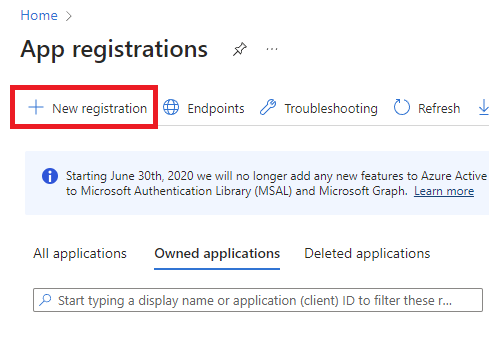 Home
App registrations
New registration Endpoints Troubleshooting Refresh
Starting June 30th, 2020 we will no longer add any new features to Azure Active
to Microsoft Authentication Library (MSAL) and Microsoft Graph. Learn more
All applications Owned applications Deleted applications
Start typing a display name or application (client) ID to filter these r...